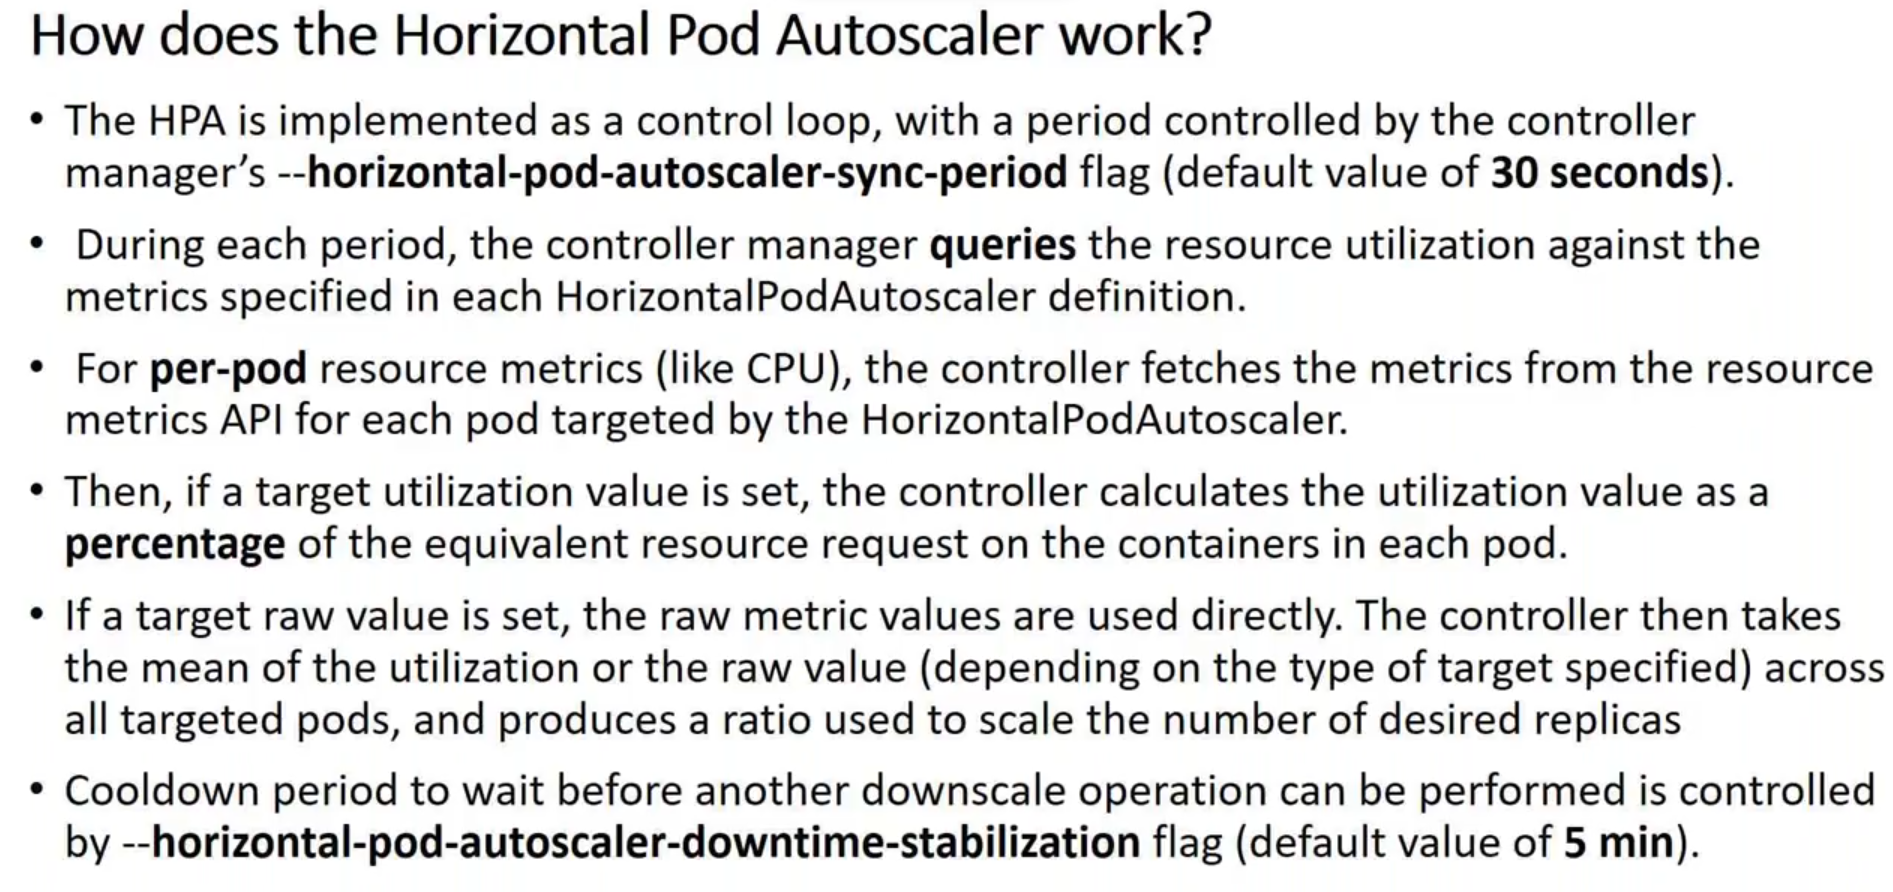 How does the Horizontal Pod Autoscaler work?
• The HPA is implemented as a control loop, with a period controlled by the controller
manager’s --horizontal-pod-autoscaler-sync-period flag (default value of 30 seconds).
• During each period, the controller manager queries the resource utilization against the
metrics specified in each HorizontalPodAutoscaler definition.
• For per-pod resource metrics (like CPU), the controller fetches the metrics from the resource
metrics API for each pod targeted by the HorizontalPodAutoscaler.
• Then, if a target utilization value is set, the controller calculates the utilization value as a
percentage of the equivalent resource request on the containers in each pod.
• If a target raw value is set, the raw metric values are used directly. The controller then takes
the mean of the utilization or the raw value (depending on the type of target specified) across
all targeted pods, and produces a ratio used to scale the number of desired replicas
• Cooldown period to wait before another downscale operation can be performed is controlled
by --horizontal-pod-autoscaler-downtime-stabilization flag (default value of 5 min).